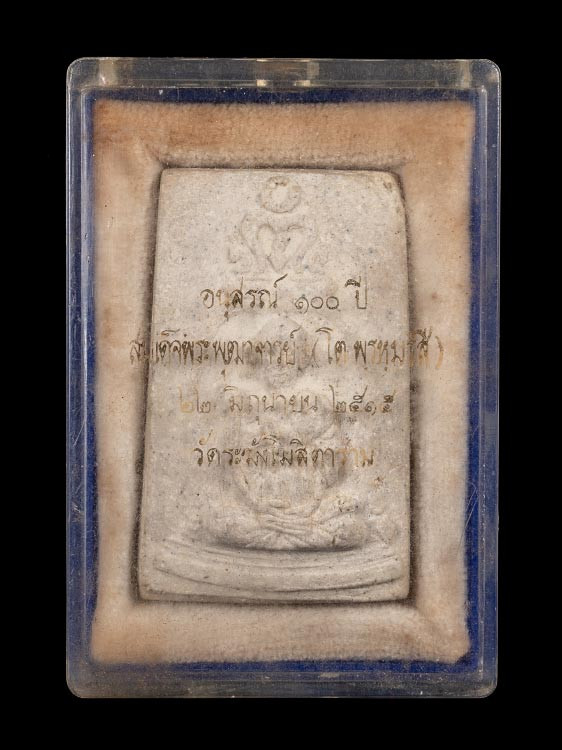 อนุสรณ์ ๑๐๐ ปี
สมเด็จพระพุฒาจารย์ (โต พรหมรังสี)
๒๒ มิถุนายน ๒๕๑๕
วัดระฆังโฆสิตาราม